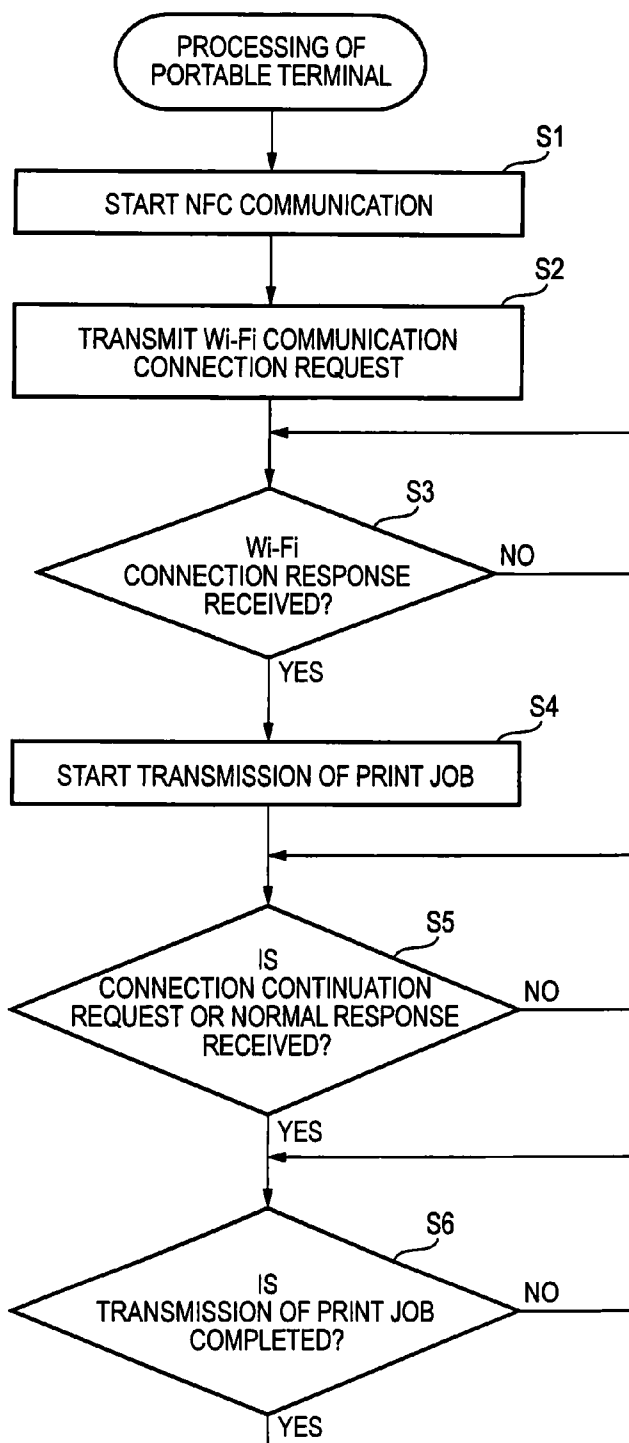 PROCESSING OF
PORTABLE TERMINAL
S1
START NFC COMMUNICATION
S2
TRANSMIT Wi-Fi COMMUNICATION
CONNECTION REQUEST
S3
Wi-Fi
CONNECTION RESPONSE
RECEIVED?
NO
YES
S4
START TRANSMISSION OF PRINT JOB
S5
IS
CONNECTION CONTINUATION
REQUEST OR NORMAL RESPONSE
RECEIVED?
NO
YES
S6
IS
TRANSMISSION OF PRINT JOB
COMPLETED?
NO
YES